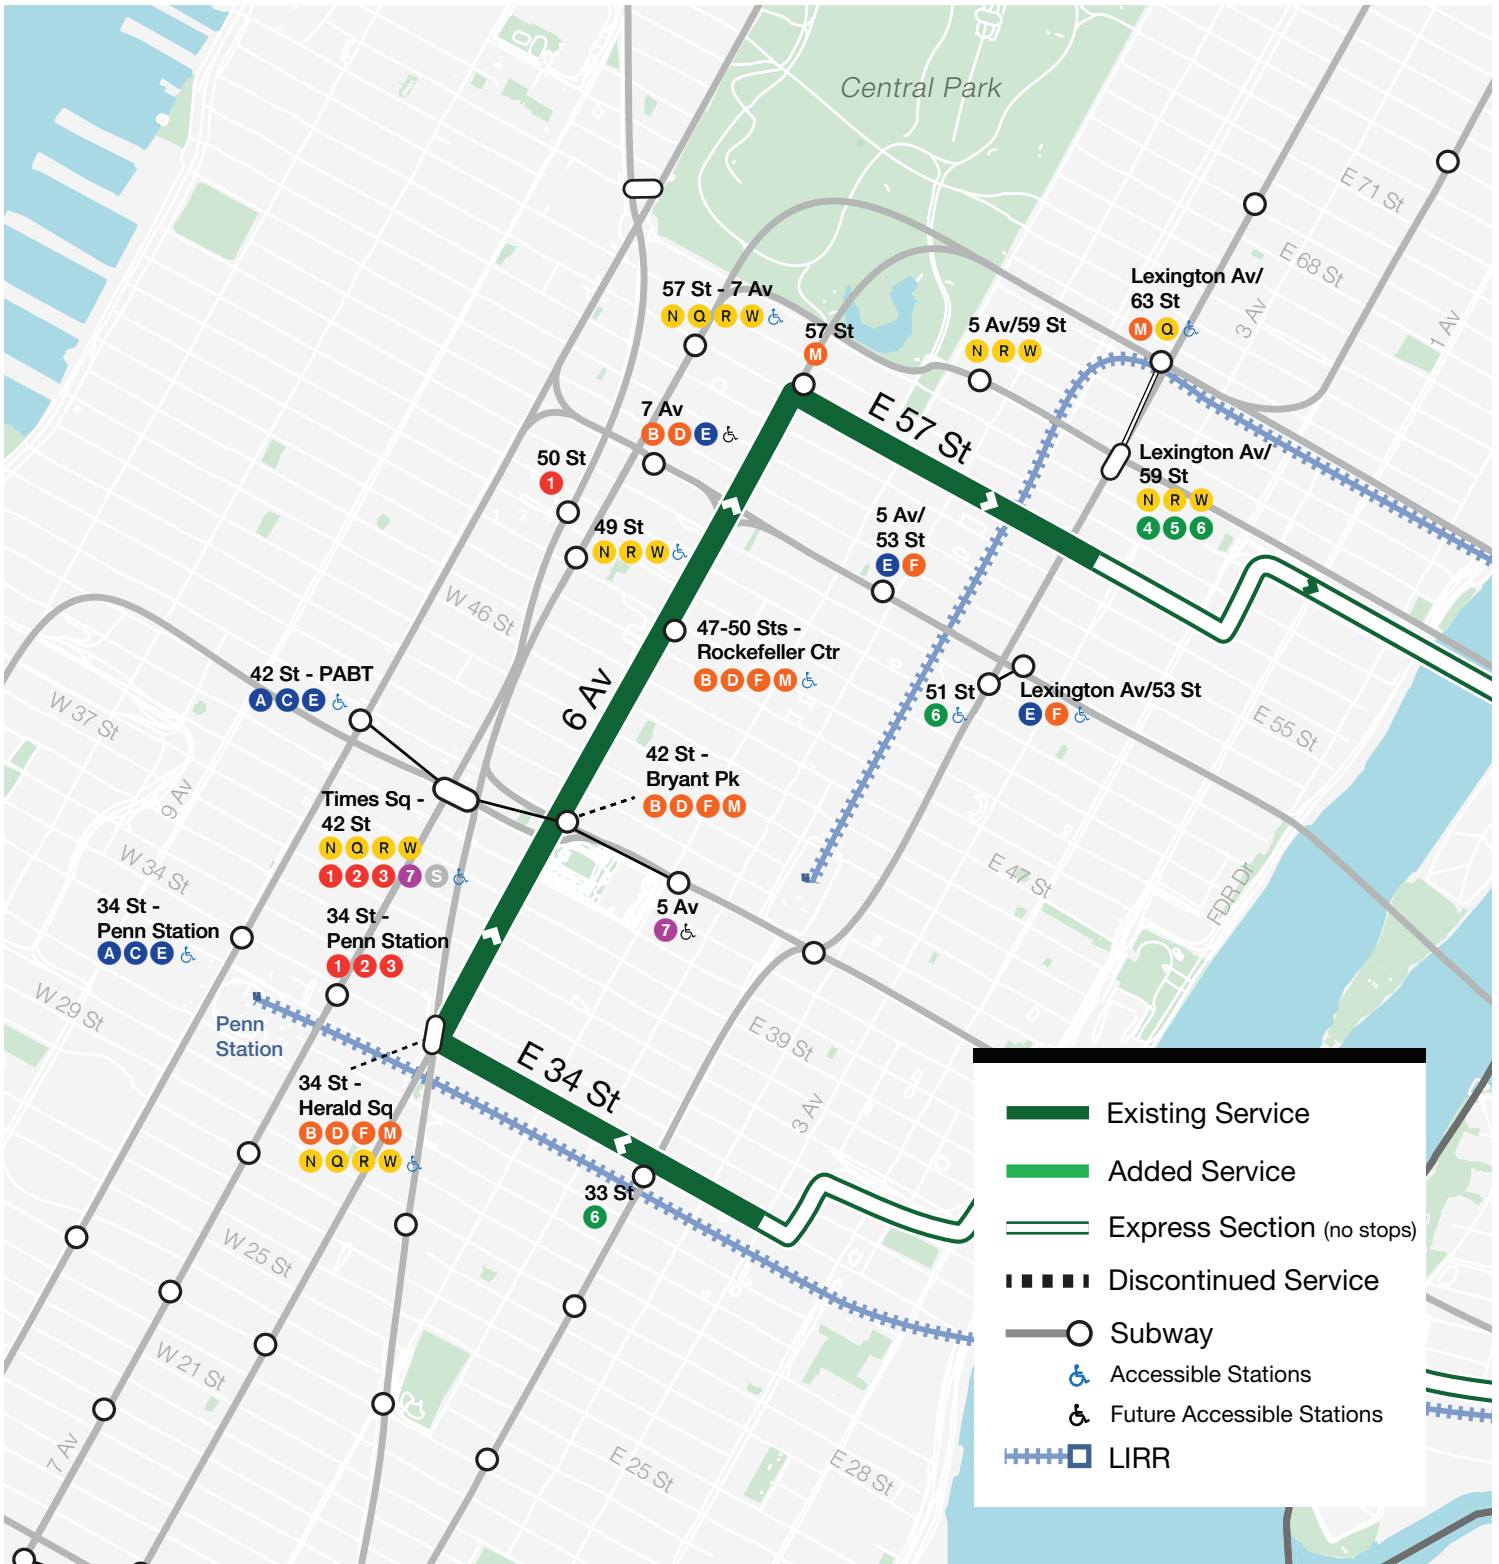 Central Park
E 71 St
E 68 St
3 Av
1 Av
Lexington Av/
63 St
M Q
57 St - 7 Av
N Q R W
57 St
M
5 Av/59 St
N R W
E 57 St
7 Av
B D E
50 St
1
49 St
N R W
Lexington Av/
59 St
N R W
4 5 6
5 Av/
53 St
E F
W 46 St
47-50 Sts -
Rockefeller Ctr
B D F M
6 Av
42 St - PABT
A C E
51 St
6
Lexington Av/53 St
E F
E 55 St
W 37 St
9 Av
42 St -
Bryant Pk
B D F M
Times Sq -
42 St
N Q R W
1 2 3 7 S
W 34 St
5 Av
7
E 47 St
FDR Dr
34 St -
Penn Station
A C E
34 St -
Penn Station
1 2 3
W 29 St
Penn
Station
E 39 St
E 34 St
3 Av
34 St -
Herald Sq
B D F M
N Q R W
33 St
6
W 25 St
W 21 St
7 Av
E 25 St
E 28 St
Existing Service
Added Service
Express Section (no stops)
Discontinued Service
Subway
Accessible Stations
Future Accessible Stations
LIRR